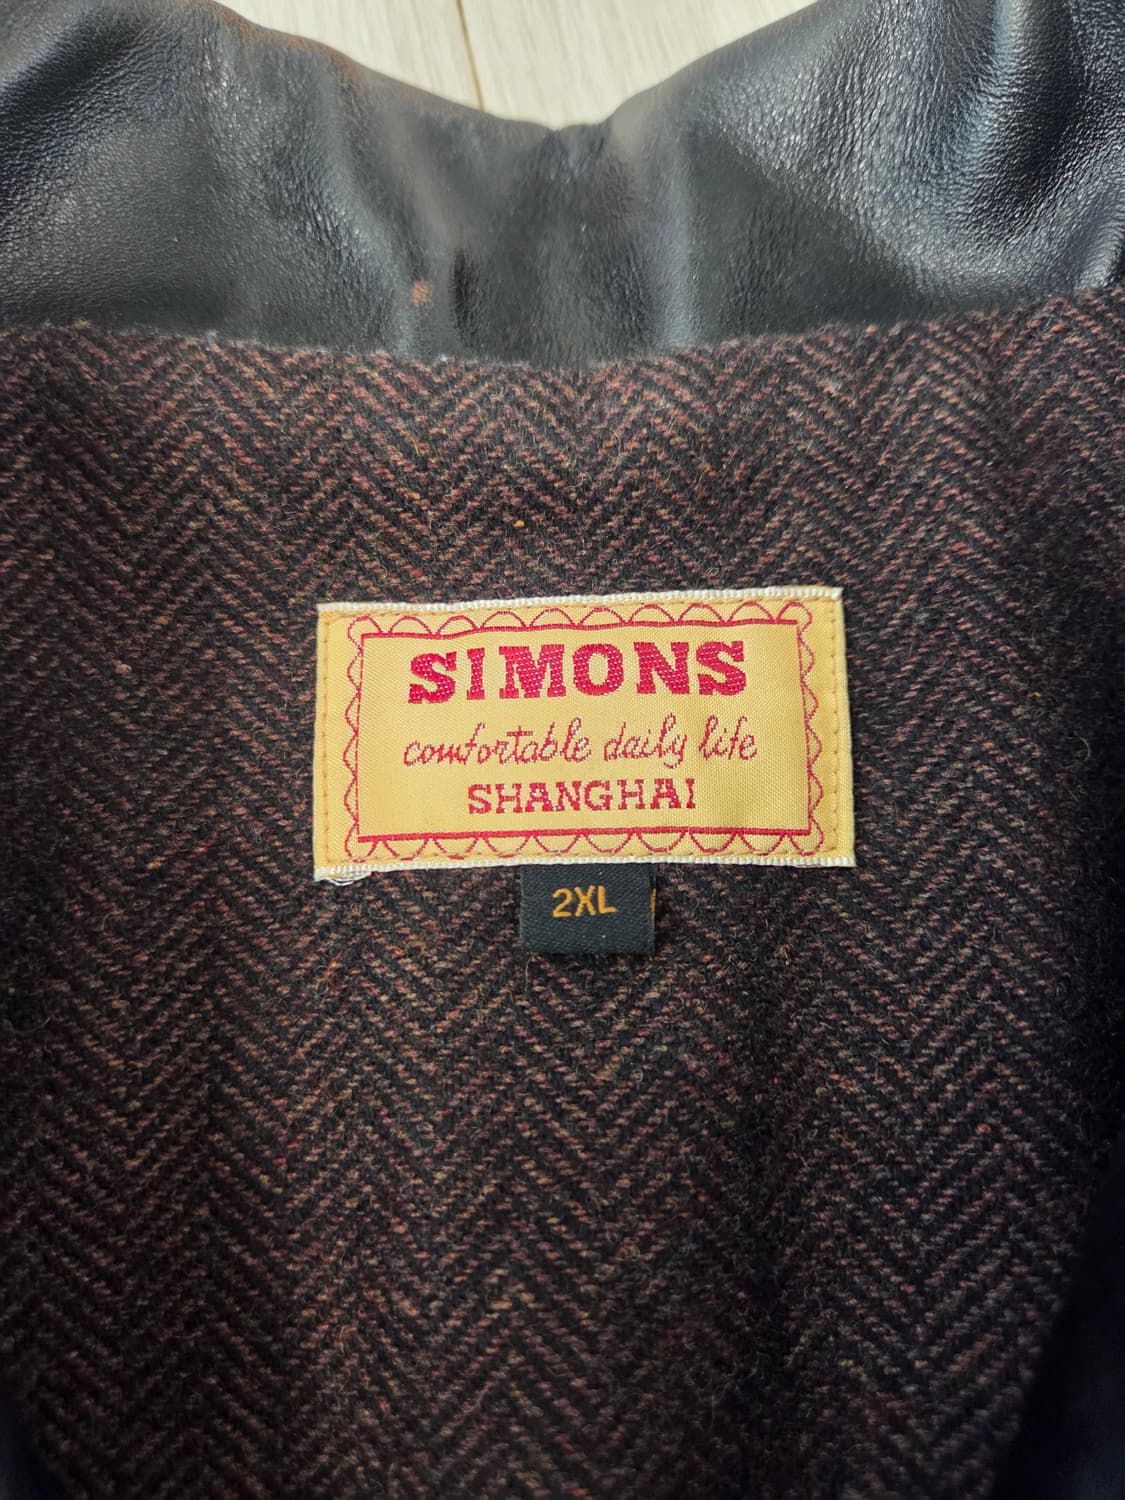 SIMONS
comfortable daily life
SHANGHAI
2XL